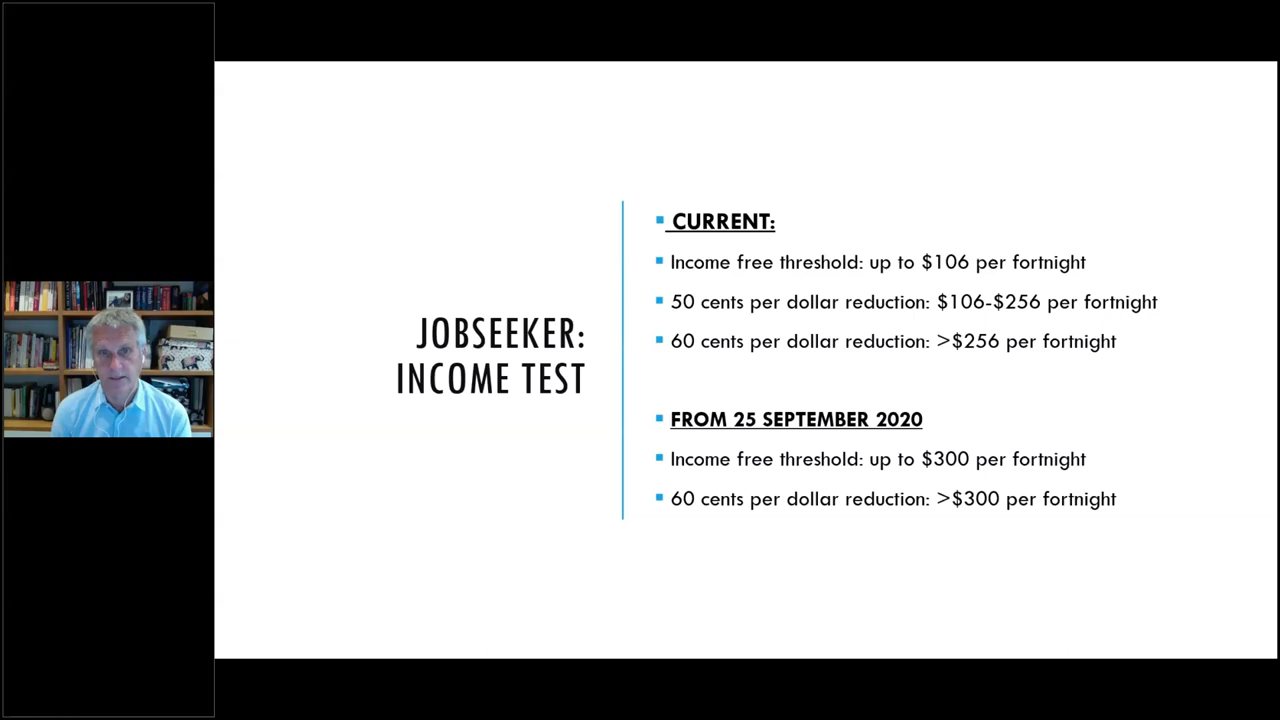 JOBSEEKER:
INCOME TEST
CURRENT:
Income free threshold: up to $106 per fortnight
50 cents per dollar reduction: $106-$256 per fortnight
60 cents per dollar reduction: >$256 per fortnight
FROM 25 SEPTEMBER 2020
Income free threshold: up to $300 per fortnight
60 cents per dollar reduction: >$300 per fortnight